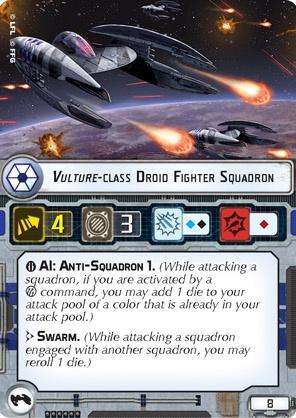 © LFL © FFG
VULTURE-CLASS DROID FIGHTER SQUADRON
4
3
AI: ANTI-SQUADRON 1. (While attacking a
squadron, if you are activated by a
command, you may add 1 die to your
attack pool of a color that is already in your
attack pool.)
SWARM. (While attacking a squadron
engaged with another squadron, you may
reroll 1 die.)
8